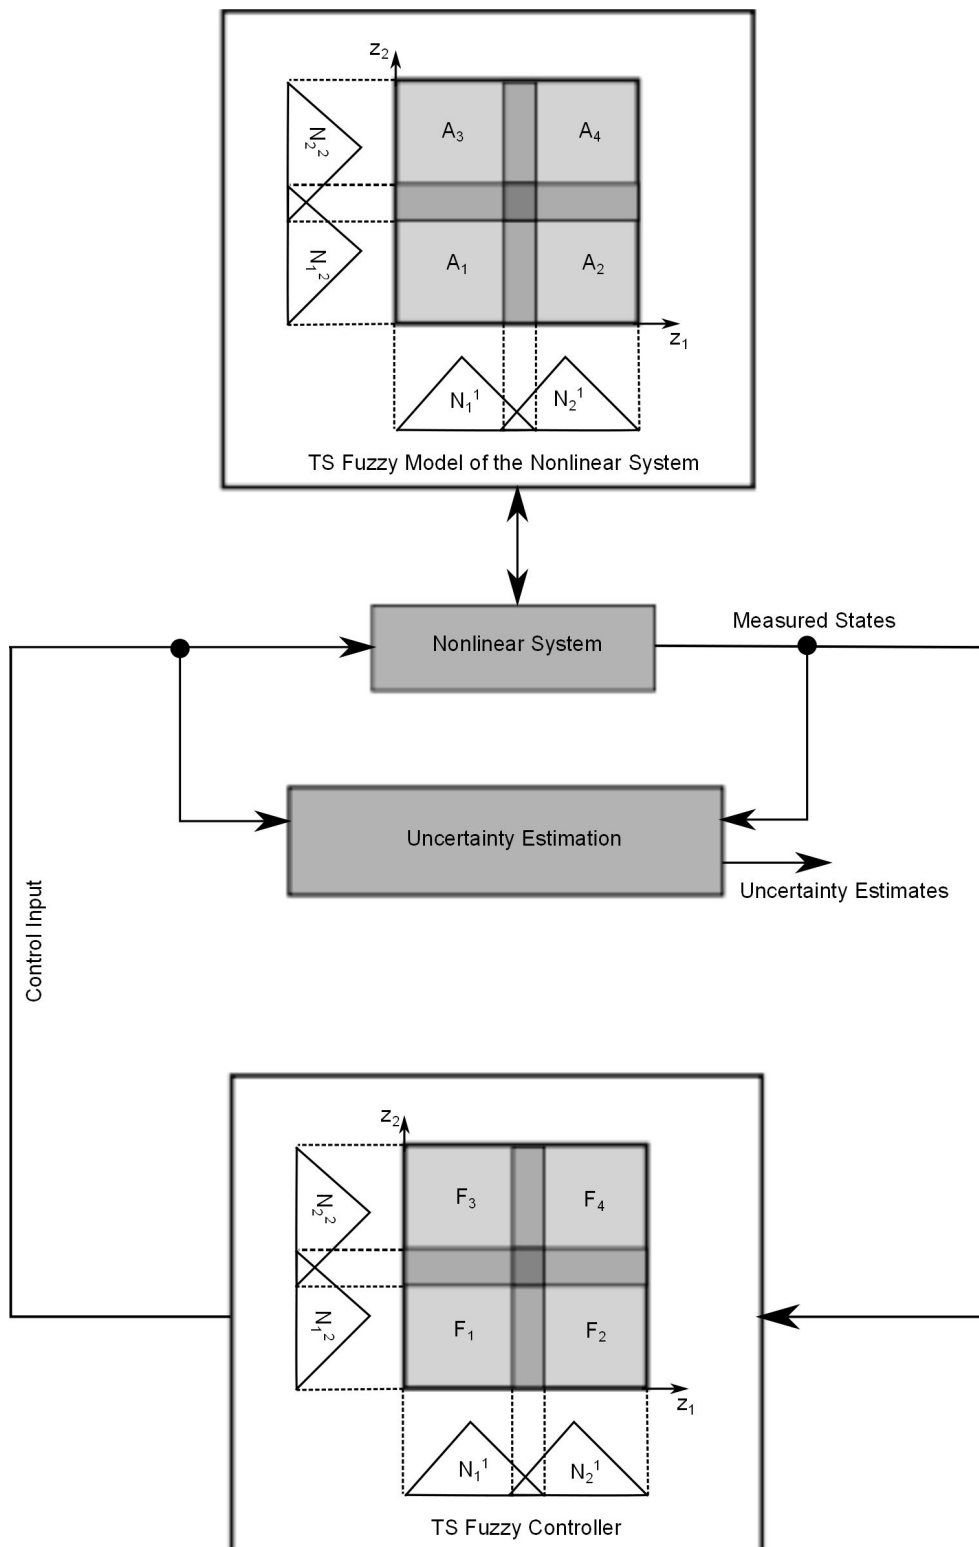 z2
A3 A4
N2^2
N1^2
A1 A2
z1
N1^1 N2^1
TS Fuzzy Model of the Nonlinear System
Measured States
Nonlinear System
Uncertainty Estimation
Uncertainty Estimates
Control Input
z2
F3 F4
N2^2
N1^2
F1 F2
z1
N1^1 N2^1
TS Fuzzy Controller